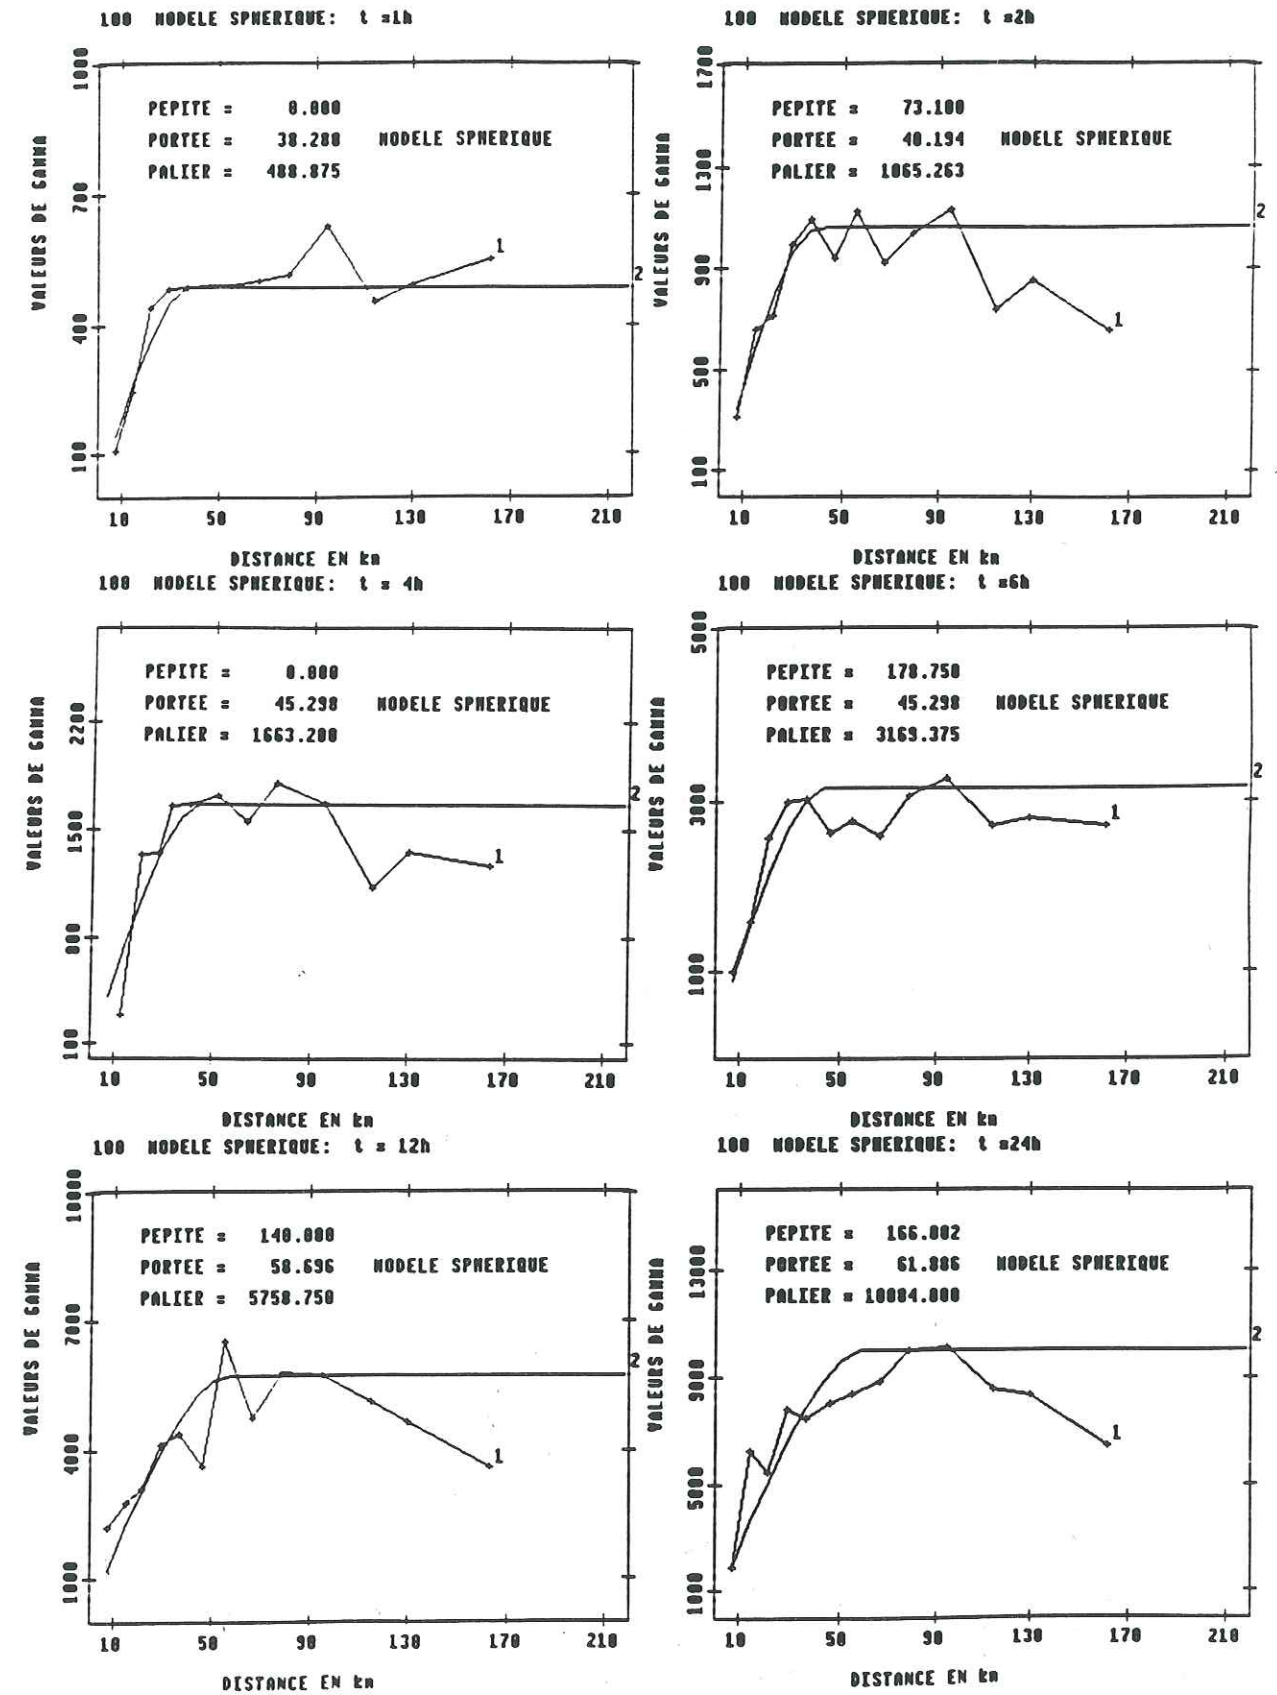 100 MODELE SPHERIQUE: t =1h
1000
700
400
100
VALEURS DE GAMMA
PEPITE = 0.000
PORTEE = 38.280 MODELE SPHERIQUE
PALIER = 488.875
1
2
10 50 90 130 170 210
DISTANCE EN km
100 MODELE SPHERIQUE: t =2h
1700
1300
900
500
100
VALEURS DE GAMMA
PEPITE = 73.100
PORTEE = 40.194 MODELE SPHERIQUE
PALIER = 1065.263
2
1
10 50 90 130 170 210
DISTANCE EN km
100 MODELE SPHERIQUE: t = 4h
2200
1500
800
100
VALEURS DE GAMMA
PEPITE = 0.000
PORTEE = 45.298 MODELE SPHERIQUE
PALIER = 1663.200
2
1
10 50 90 130 170 210
DISTANCE EN km
100 MODELE SPHERIQUE: t =6h
5000
3000
1000
VALEURS DE GAMMA
PEPITE = 178.750
PORTEE = 45.298 MODELE SPHERIQUE
PALIER = 3169.375
2
1
10 50 90 130 170 210
DISTANCE EN km
100 MODELE SPHERIQUE: t = 12h
10000
7000
4000
1000
VALEURS DE GAMMA
PEPITE = 140.000
PORTEE = 58.696 MODELE SPHERIQUE
PALIER = 5758.750
2
1
10 50 90 130 170 210
DISTANCE EN km
100 MODELE SPHERIQUE: t =24h
13000
9000
5000
1000
VALEURS DE GAMMA
PEPITE = 166.802
PORTEE = 61.886 MODELE SPHERIQUE
PALIER = 10084.000
2
1
10 50 90 130 170 210
DISTANCE EN km